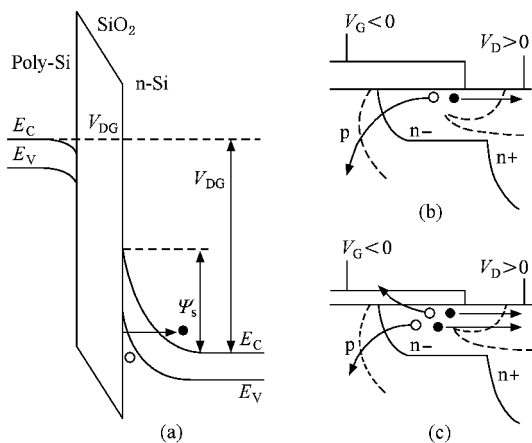 SiO₂
Poly-Si
n-Si
E_C
V_DG
E_V
V_DG
Ψ_s
E_C
E_V
(a)
V_G<0
V_D>0
p
n−
n+
(b)
V_G<0
V_D>0
p
n−
n+
(c)